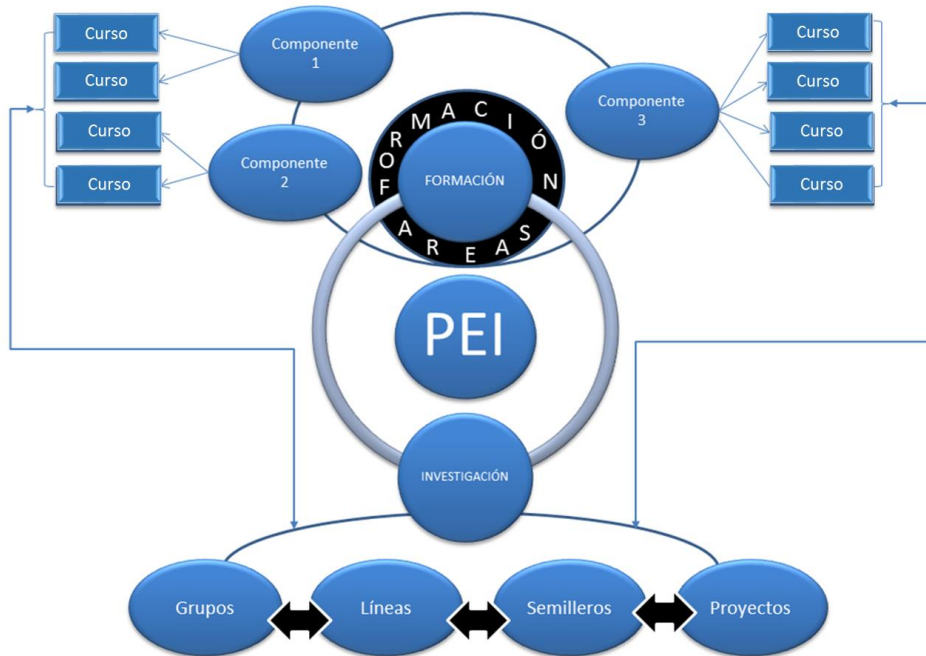 Curso
Curso
Curso
Curso
Componente
1
Componente
2
Componente
3
Curso
Curso
Curso
Curso
FORMACIÓN
AREAS
FORMACIÓN
PEI
INVESTIGACIÓN
Grupos
Líneas
Semilleros
Proyectos